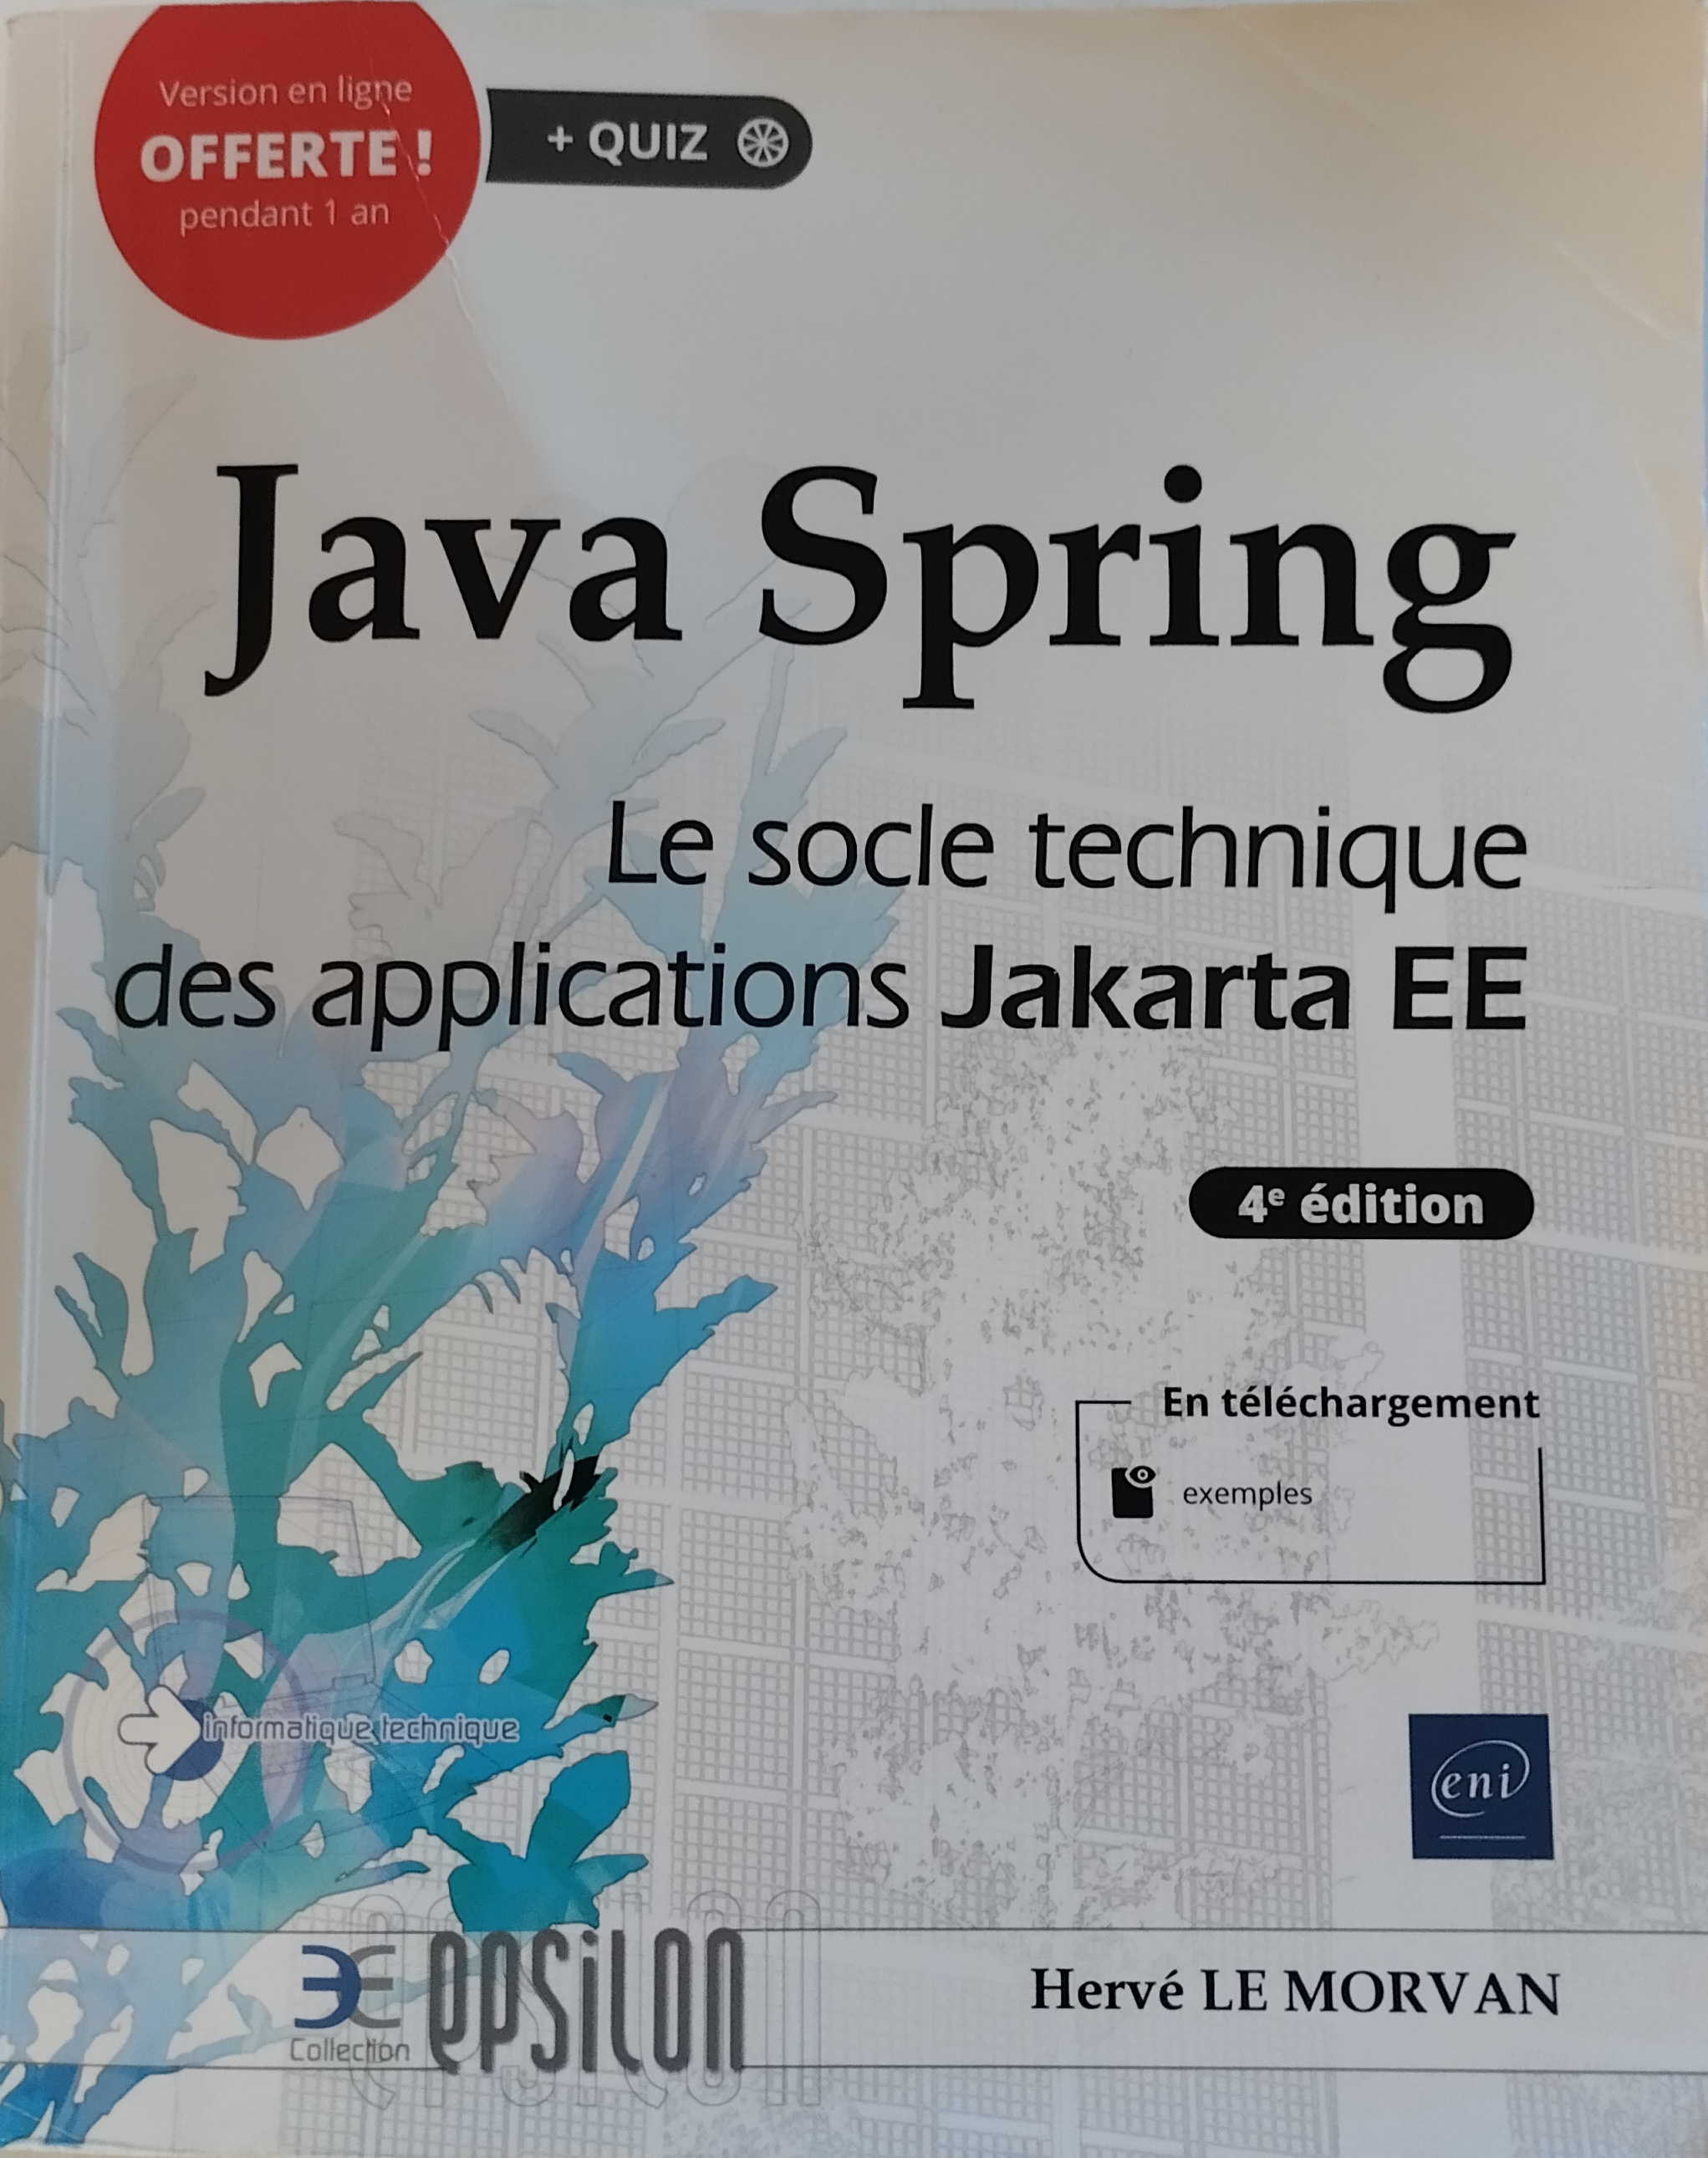 Version en ligne
OFFERTE !
pendant 1 an
+ QUIZ
Java Spring
Le socle technique
des applications Jakarta EE
4e édition
En téléchargement
exemples
informatique technique
eni
epsilon
Collection
Hervé LE MORVAN